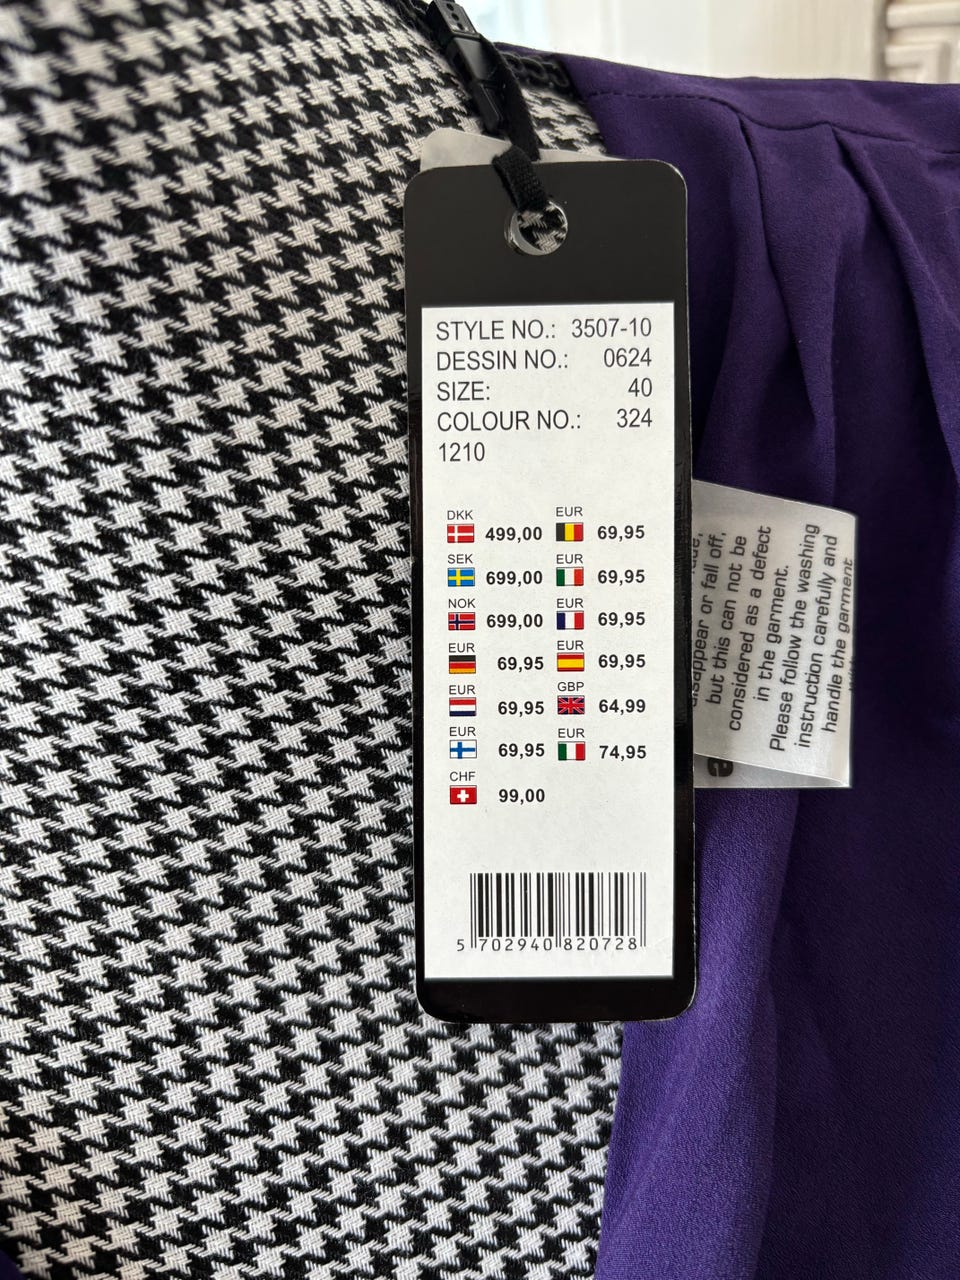 STYLE NO.: 3507-10
DESSIN NO.: 0624
SIZE: 40
COLOUR NO.: 324
1210
DKK 499,00 EUR 69,95
SEK 699,00 EUR 69,95
NOK 699,00 EUR 69,95
EUR 69,95 EUR 69,95
EUR 69,95 GBP 64,99
EUR 69,95 EUR 74,95
CHF 99,00
5 702940 820728
disappear or fall off,
but this can not be
considered as a defect
in the garment.
Please follow the washing
instruction carefully and
handle the garment